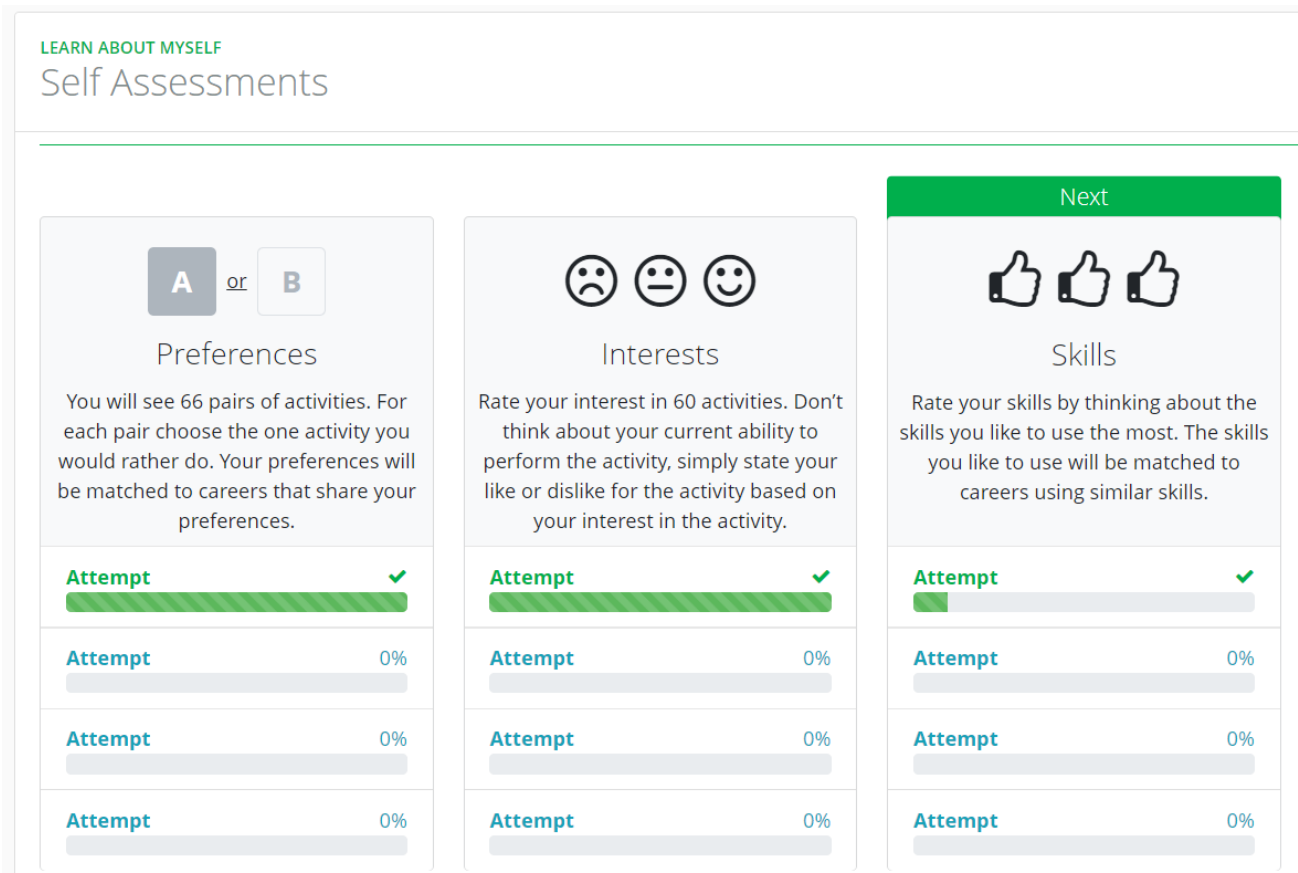 LEARN ABOUT MYSELF
Self Assessments
A or B
Preferences
You will see 66 pairs of activities. For
each pair choose the one activity you
would rather do. Your preferences will
be matched to careers that share your
preferences.
Attempt
Attempt 0%
Attempt 0%
Attempt 0%
Interests
Rate your interest in 60 activities. Don’t
think about your current ability to
perform the activity, simply state your
like or dislike for the activity based on
your interest in the activity.
Attempt
Attempt 0%
Attempt 0%
Attempt 0%
Next
Skills
Rate your skills by thinking about the
skills you like to use the most. The skills
you like to use will be matched to
careers using similar skills.
Attempt
Attempt 0%
Attempt 0%
Attempt 0%